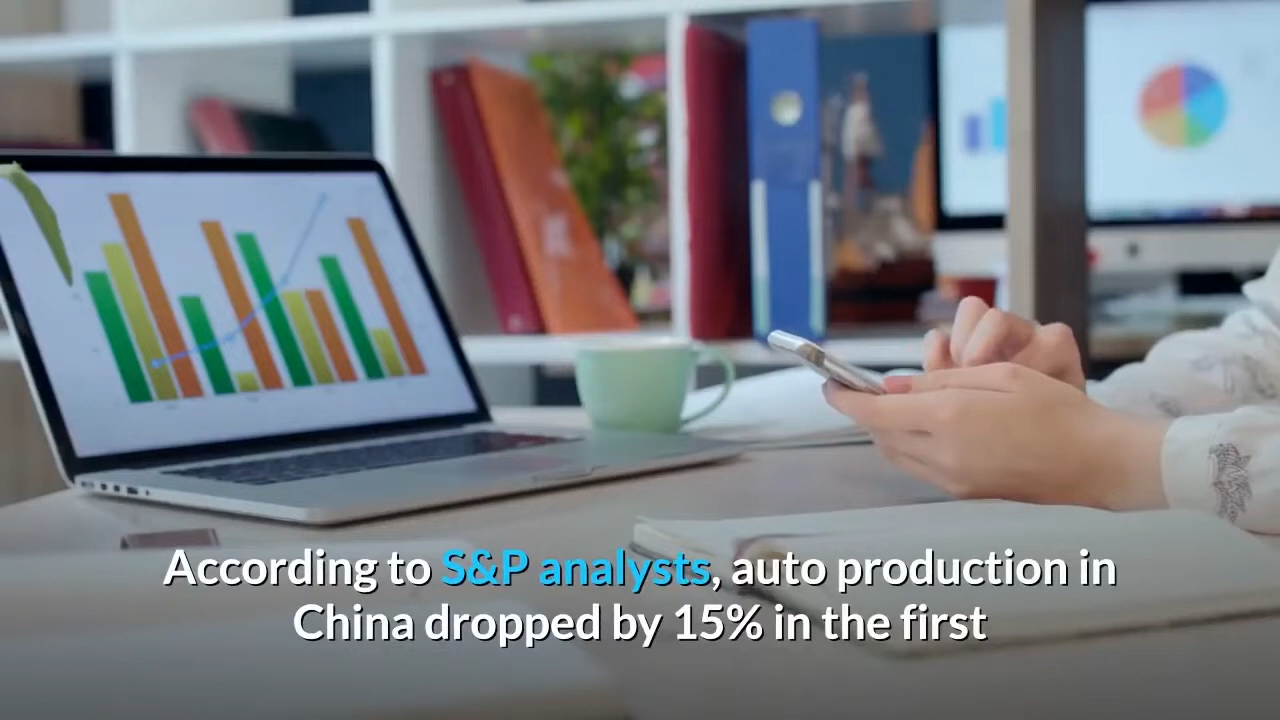 According to S&P analysts, auto production in
China dropped by 15% in the first